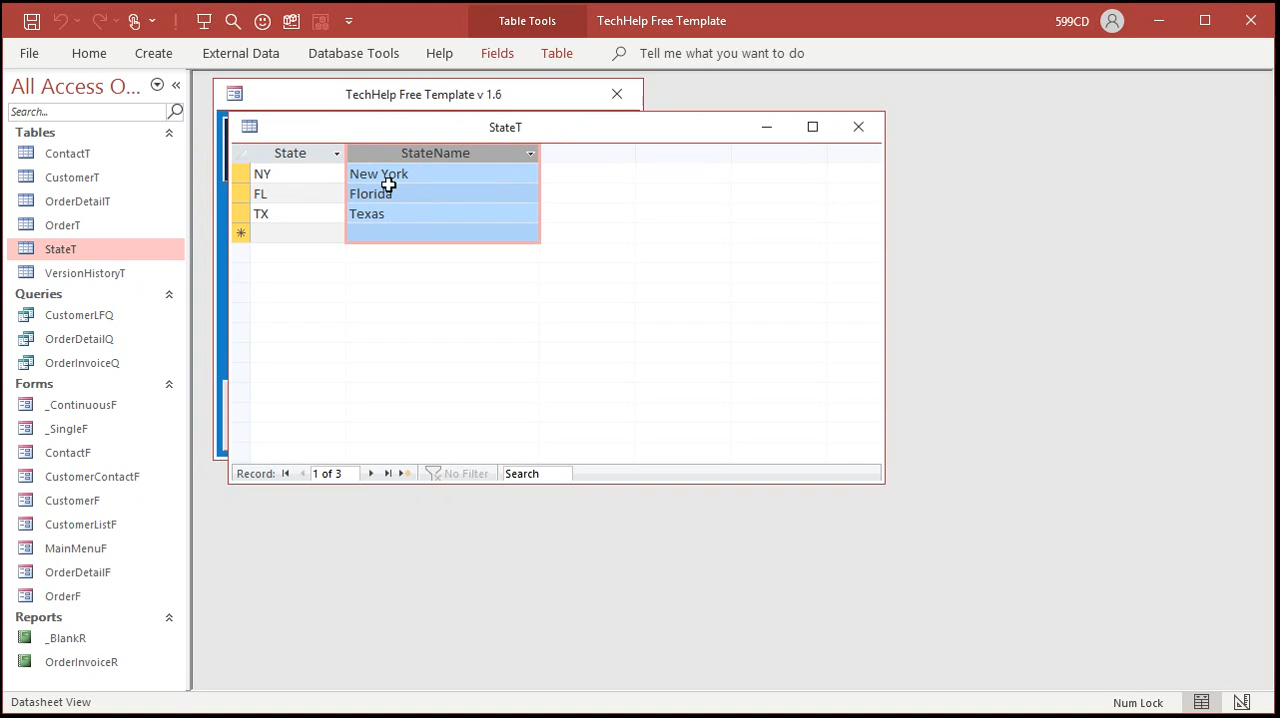 Table Tools
TechHelp Free Template
599CD
File
Home
Create
External Data
Database Tools
Help
Fields
Table
Tell me what you want to do
All Access O...
Search...
Tables
ContactT
CustomerT
OrderDetailT
OrderT
StateT
VersionHistoryT
Queries
CustomerLFQ
OrderDetailQ
OrderInvoiceQ
Forms
_ContinuousF
_SingleF
ContactF
CustomerContactF
CustomerF
CustomerListF
MainMenuF
OrderDetailF
OrderF
Reports
_BlankR
OrderInvoiceR
TechHelp Free Template v 1.6
StateT
State StateName
NY New York
FL Florida
TX Texas
Record: 1 of 3 No Filter Search
Datasheet View
Num Lock